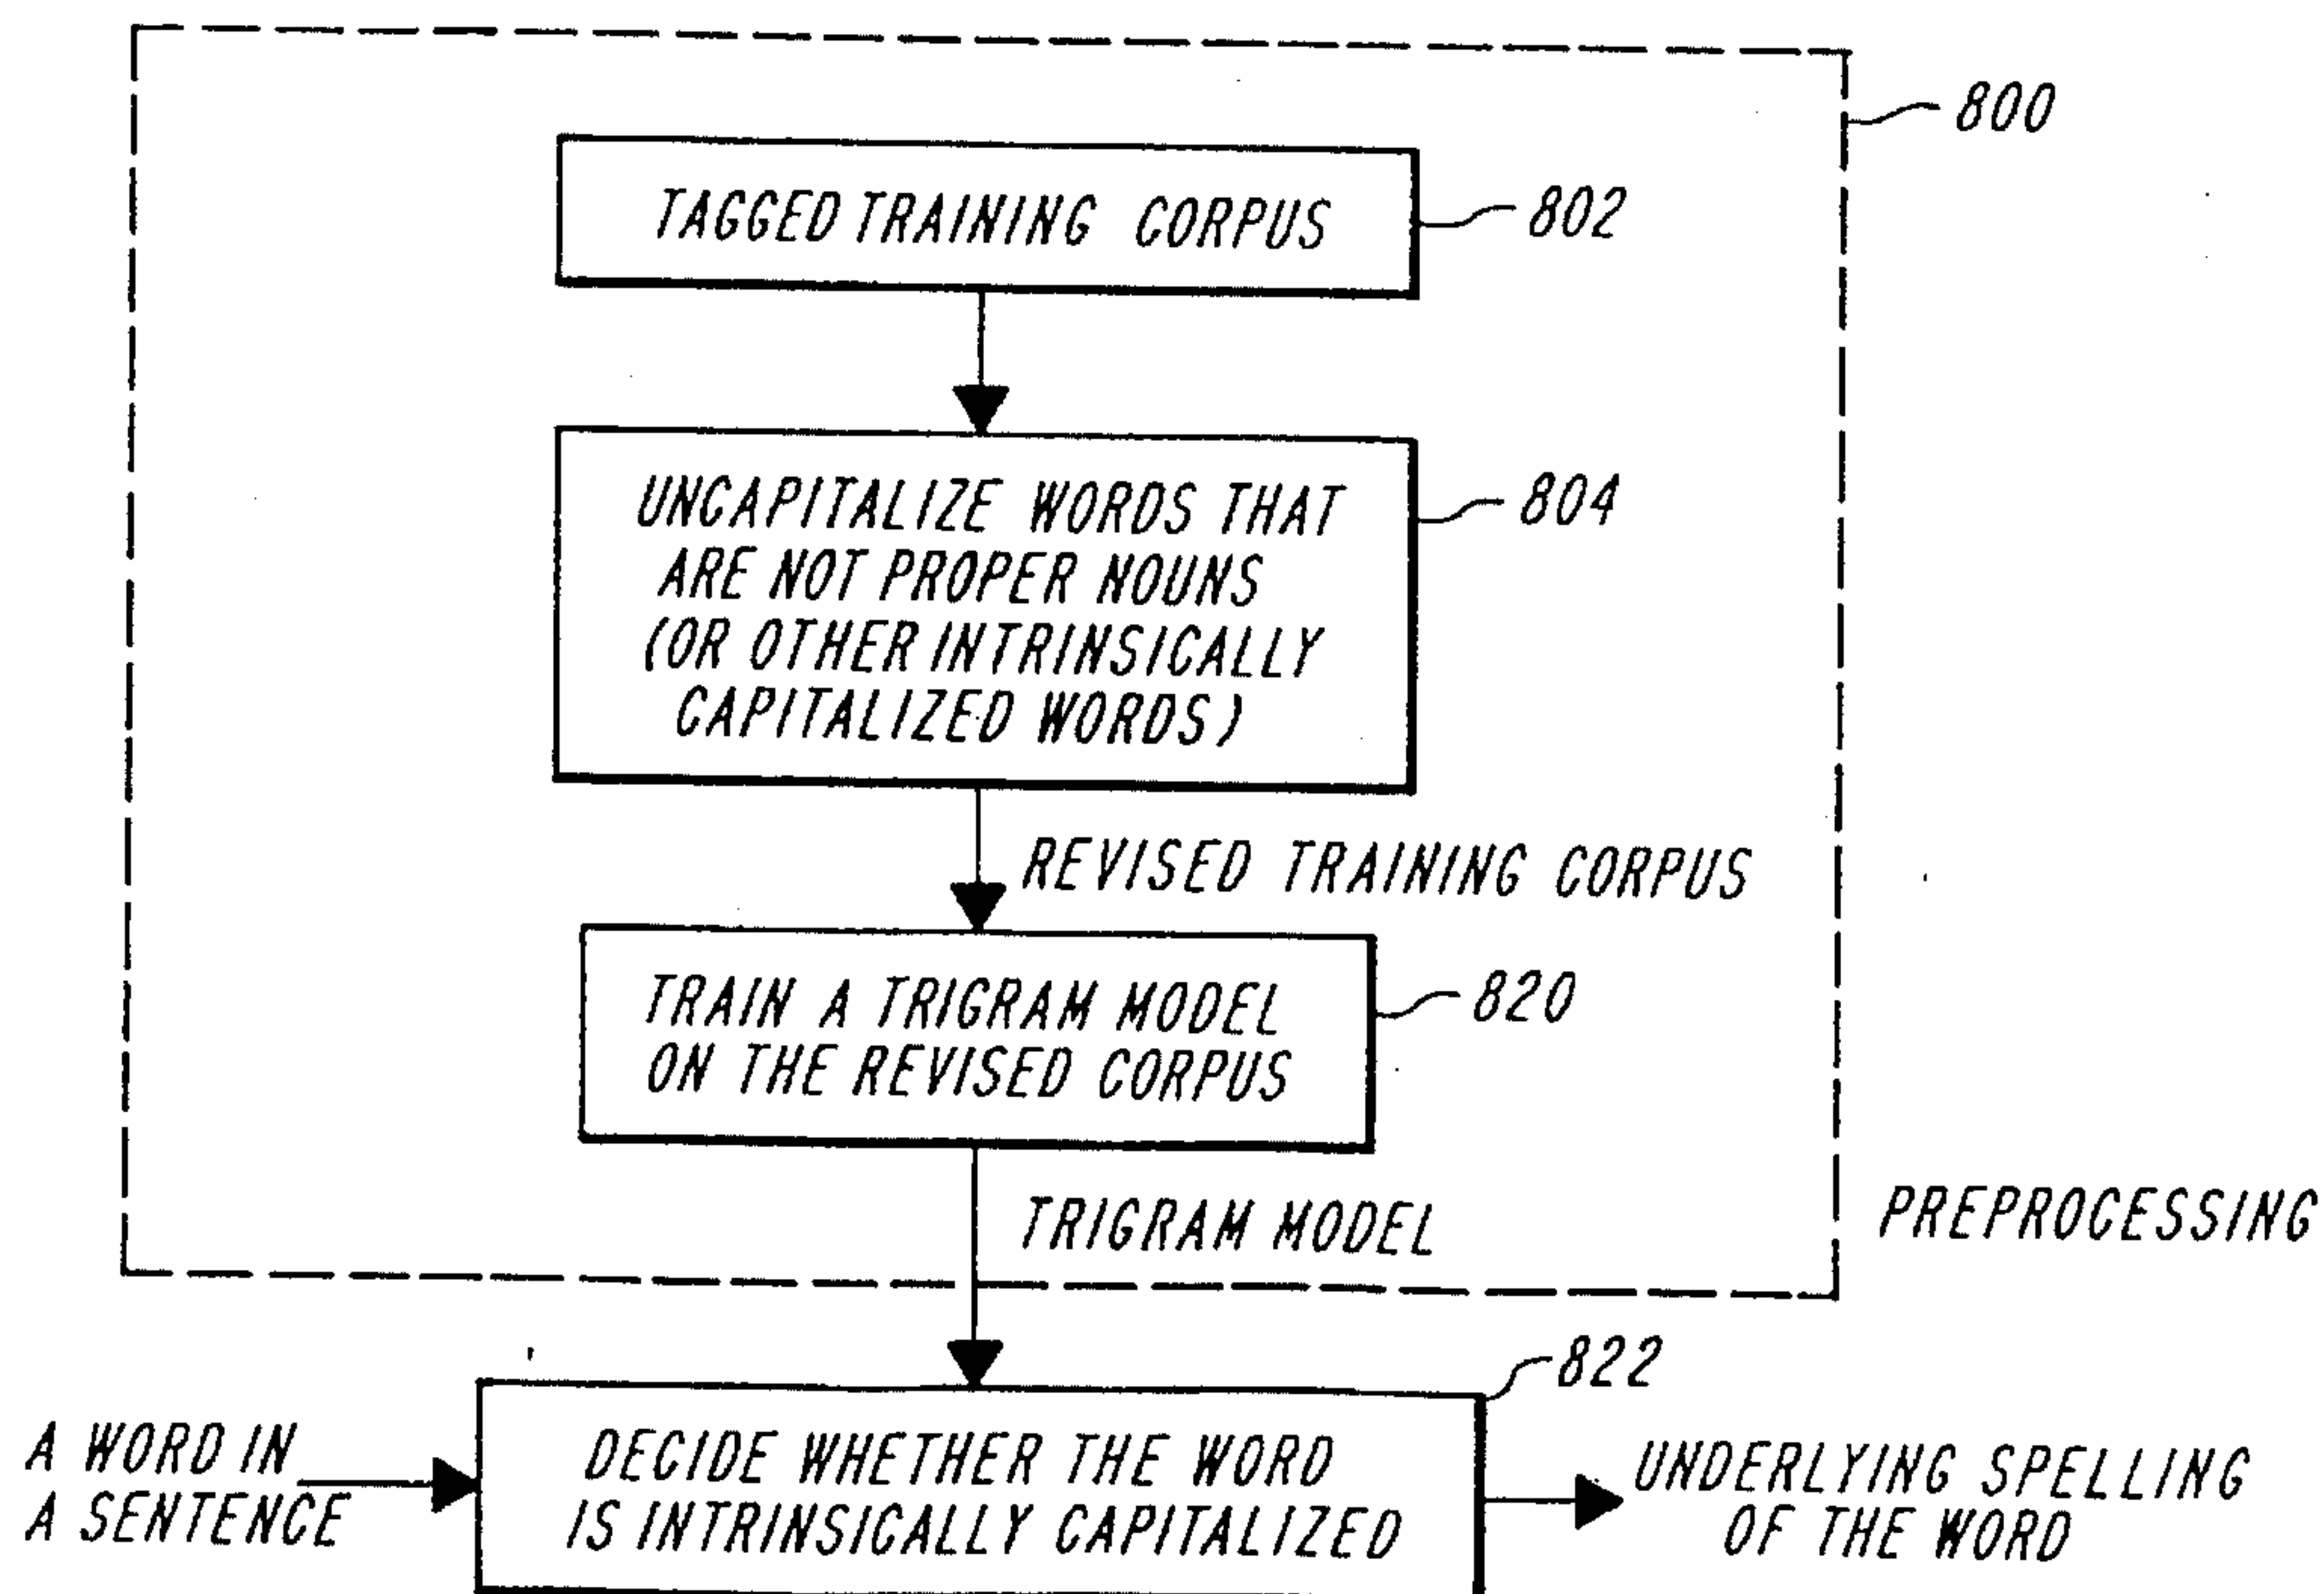 800
TAGGED TRAINING CORPUS
802
UNCAPITALIZE WORDS THAT
ARE NOT PROPER NOUNS
(OR OTHER INTRINSICALLY
CAPITALIZED WORDS)
804
REVISED TRAINING CORPUS
TRAIN A TRIGRAM MODEL
ON THE REVISED CORPUS
820
TRIGRAM MODEL
PREPROCESSING
822
A WORD IN
A SENTENCE
DECIDE WHETHER THE WORD
IS INTRINSICALLY CAPITALIZED
UNDERLYING SPELLING
OF THE WORD